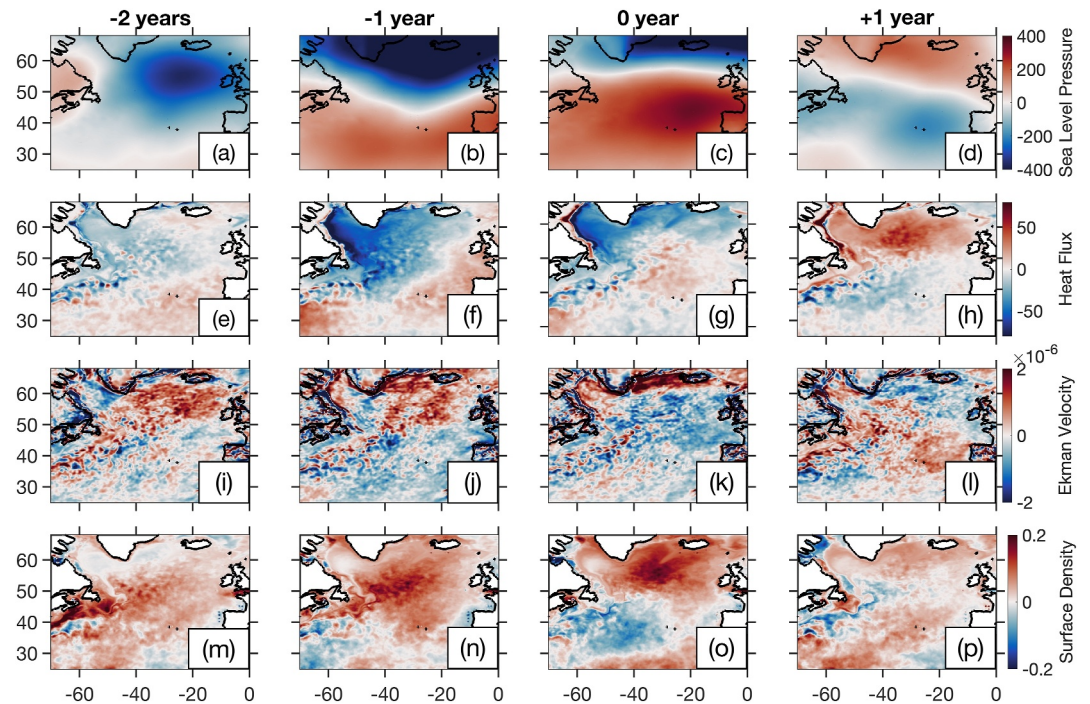 -2 years -1 year 0 year +1 year
60 50 40 30 (a) (b) (c) (d) 400 200 0 -200 -400 Sea Level Pressure
60 50 40 30 (e) (f) (g) (h) 50 0 -50 Heat Flux
×10-6
60 50 40 30 (i) (j) (k) (l) 2 0 -2 Ekman Velocity
60 50 40 30 (m) (n) (o) (p) 0.2 0 -0.2 Surface Density
-60 -40 -20 0 -60 -40 -20 0 -60 -40 -20 0 -60 -40 -20 0